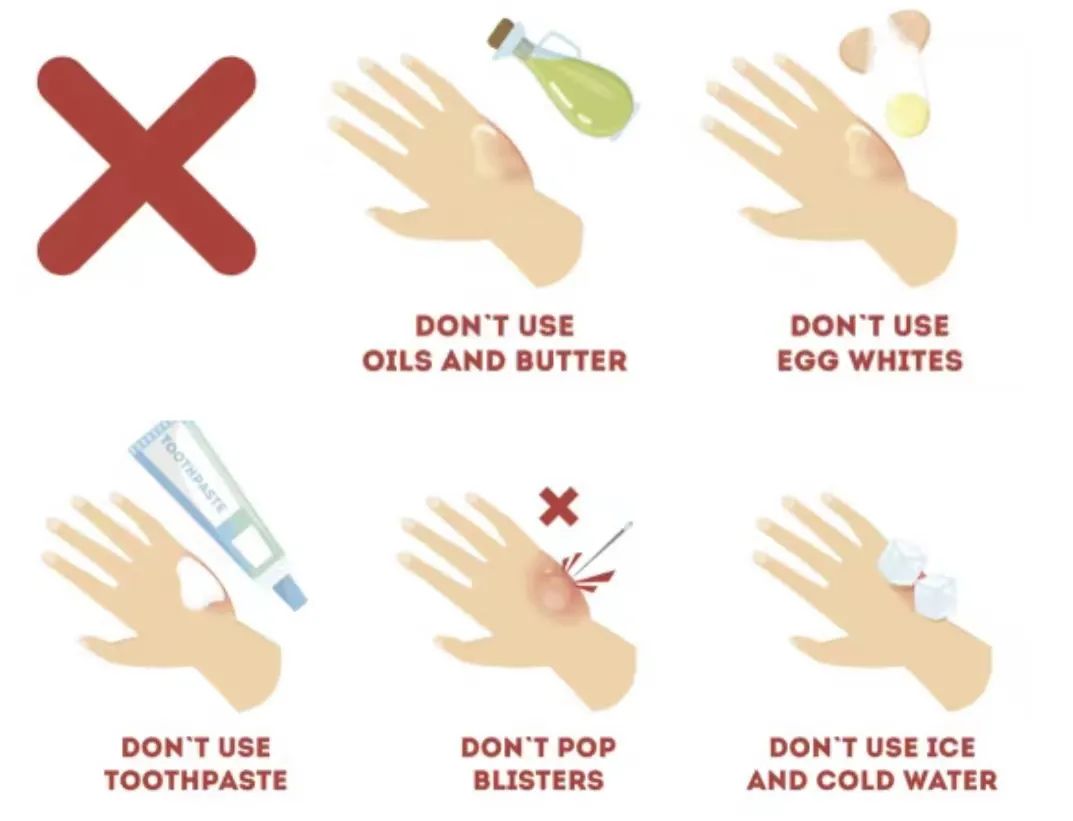 DON`T USE
OILS AND BUTTER
DON`T USE
EGG WHITES
TOOTHPASTE
DON`T USE
TOOTHPASTE
DON`T POP
BLISTERS
DON`T USE ICE
AND COLD WATER